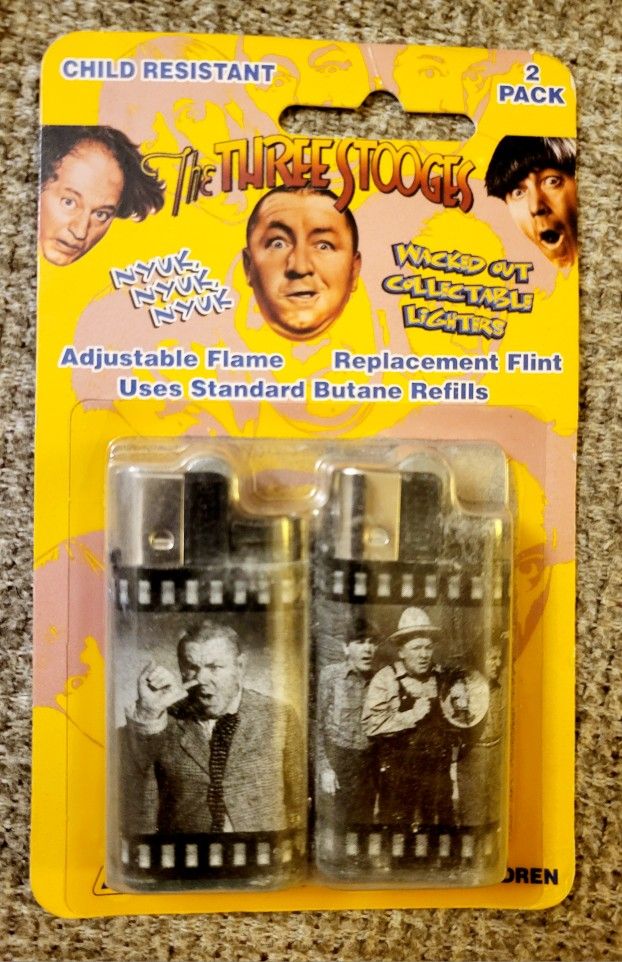 CHILD RESISTANT
2
PACK
The THREE STOOGES
NYUK,
NYUK,
NYUK
WACKED OUT
COLLECTABLE
LIGHTERS
Adjustable Flame
Replacement Flint
Uses Standard Butane Refills